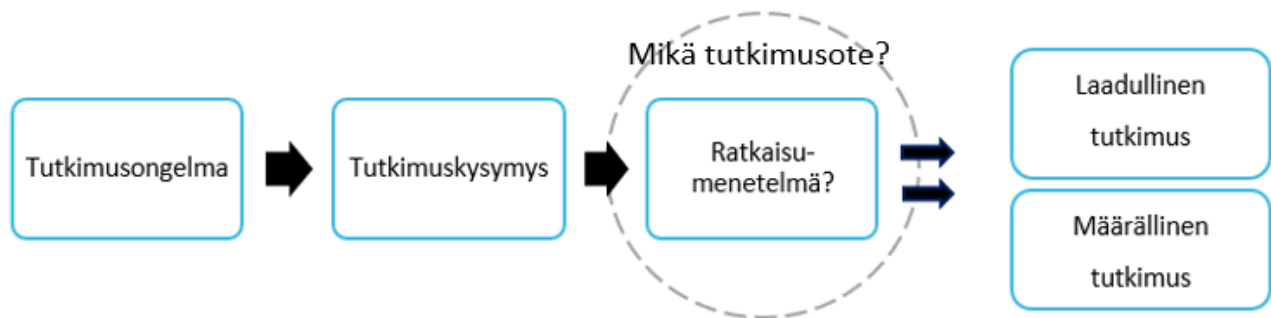 Mikä tutkimusote?
Tutkimusongelma
Tutkimuskysymys
Ratkaisu-
menetelmä?
Laadullinen
tutkimus
Määrällinen
tutkimus